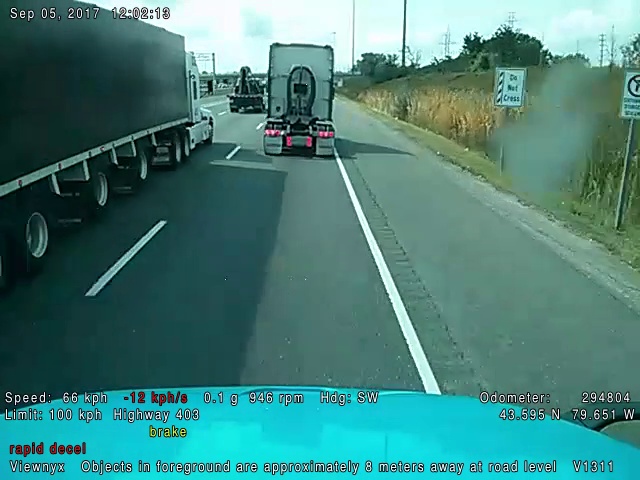 Sep 05, 2017 12:02:13
Do
Not
Cross
Speed: 66 kph -12 kph/s 0.1 g 946 rpm Hdg: SW Odometer: 294804
Limit: 100 kph Highway 403 43.595 N 79.651 W
brake
rapid decel
Viewnyx Objects in foreground are approximately 8 meters away at road level V1311